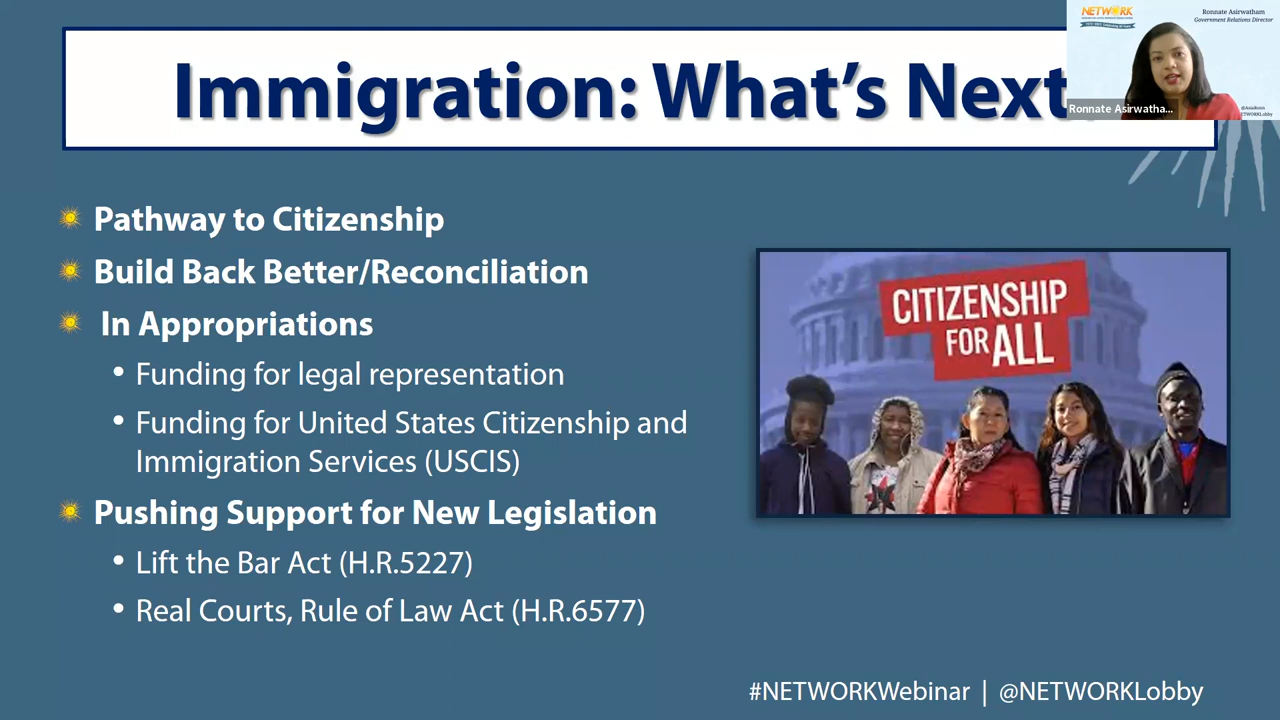 Immigration: What's Next
NETWORK
Ronnate Asirwatham
Government Relations Director
Ronnate Asirwatha...
Pathway to Citizenship
Build Back Better/Reconciliation
In Appropriations
• Funding for legal representation
• Funding for United States Citizenship and
Immigration Services (USCIS)
Pushing Support for New Legislation
• Lift the Bar Act (H.R.5227)
• Real Courts, Rule of Law Act (H.R.6577)
CITIZENSHIP
FOR ALL
#NETWORKWebinar | @NETWORKLobby